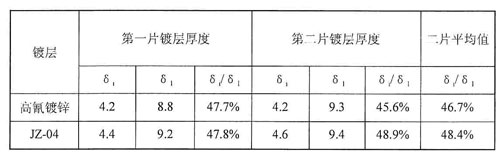 镀层 第一片镀层厚度 第二片镀层厚度 二片平均值
δ₁ δ₁ δ₁/δ₁ δ₁ δ₁ δ₁/δ₁ δ₁/δ₁
高氰镀锌 4.2 8.8 47.7% 4.2 9.3 45.6% 46.7%
JZ-04 4.4 9.2 47.8% 4.6 9.4 48.9% 48.4%